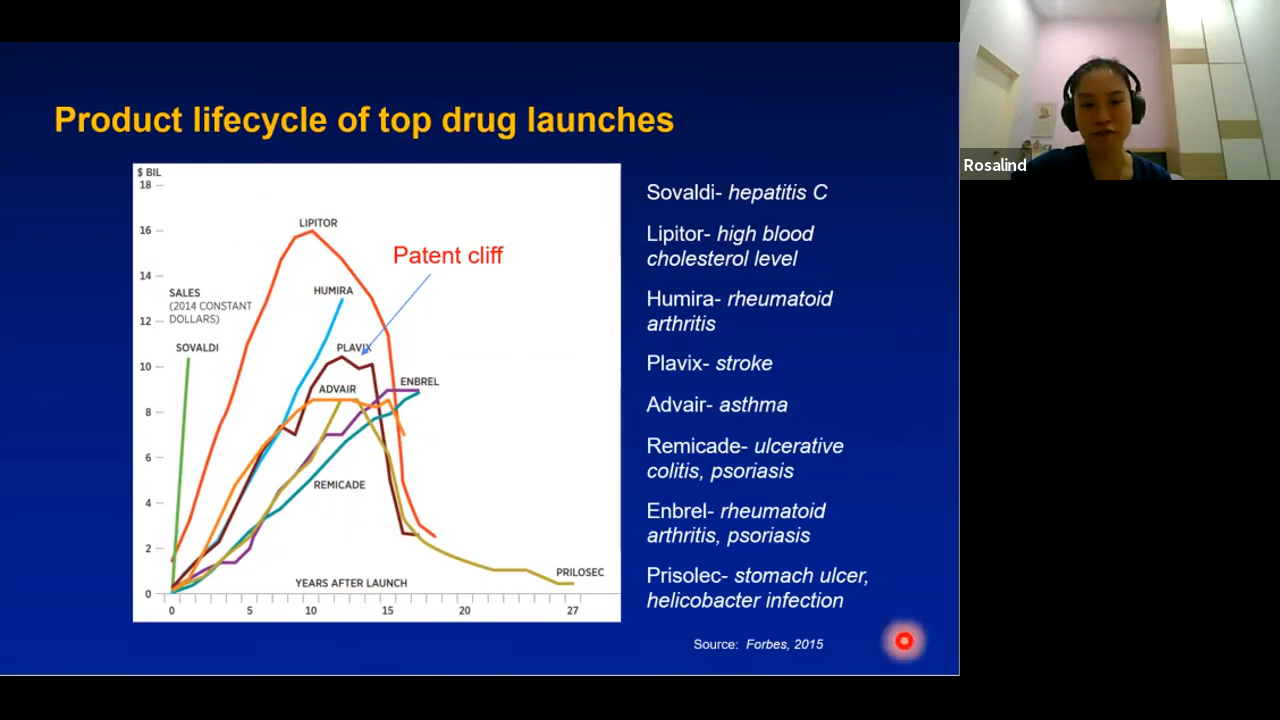 Product lifecycle of top drug launches
$ BIL
18
16
14
12
10
8
6
4
2
0
LIPITOR
Patent cliff
HUMIRA
SALES
(2014 CONSTANT
DOLLARS)
SOVALDI
PLAVIX
ENBREL
ADVAIR
REMICADE
PRILOSEC
YEARS AFTER LAUNCH
0 5 10 15 20 27
Sovaldi- hepatitis C
Lipitor- high blood
cholesterol level
Humira- rheumatoid
arthritis
Plavix- stroke
Advair- asthma
Remicade- ulcerative
colitis, psoriasis
Enbrel- rheumatoid
arthritis, psoriasis
Prisolec- stomach ulcer,
helicobacter infection
Source: Forbes, 2015
Rosalind